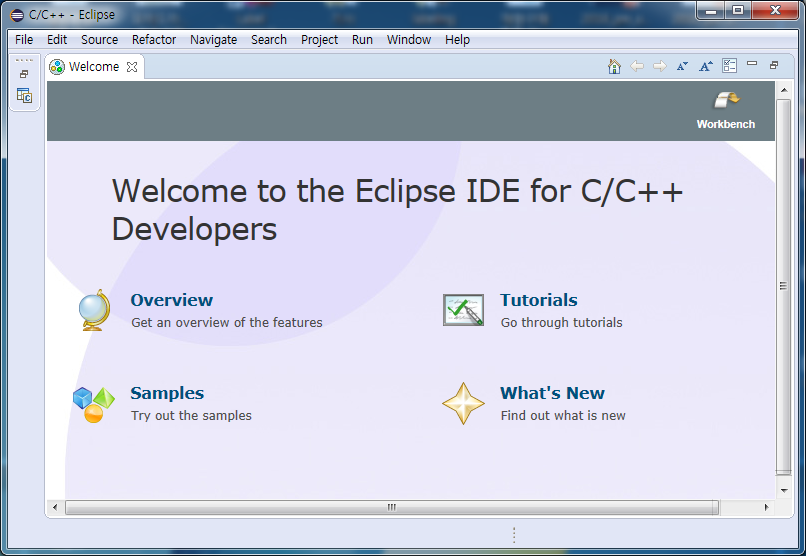 C/C++ - Eclipse
File Edit Source Refactor Navigate Search Project Run Window Help
Welcome
Workbench
Welcome to the Eclipse IDE for C/C++
Developers
Overview
Get an overview of the features
Tutorials
Go through tutorials
Samples
Try out the samples
What's New
Find out what is new